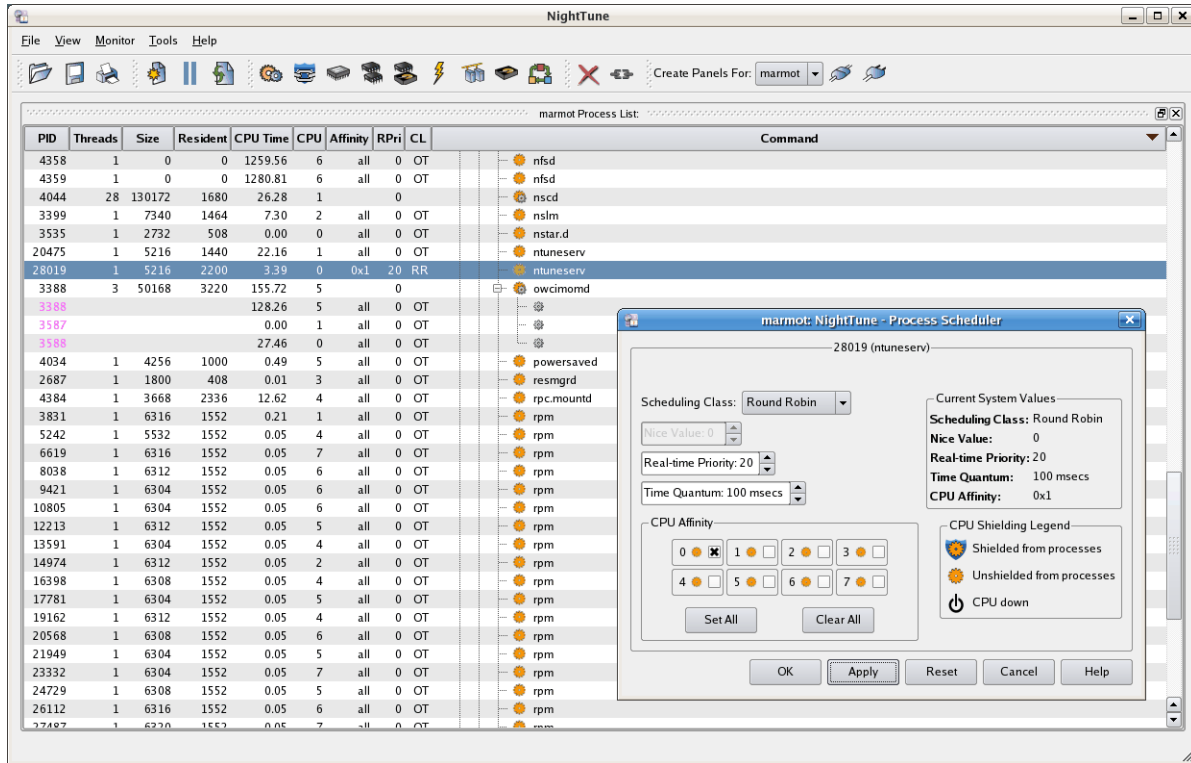 NightTune
File View Monitor Tools Help
Create Panels For: marmot
marmot Process List:
PID Threads Size Resident CPU Time CPU Affinity RPri CL Command
4358 1 0 0 1259.56 6 all 0 OT nfsd
4359 1 0 0 1280.81 6 all 0 OT nfsd
4044 28 130172 1680 26.28 1 0 nscd
3399 1 7340 1464 7.30 2 all 0 OT nslm
3535 1 2732 508 0.00 0 all 0 OT nstar.d
20475 1 5216 1440 22.16 1 all 0 OT ntuneserv
28019 1 5216 2200 3.39 0 0x1 20 RR ntuneserv
3388 3 50168 3220 155.72 5 0 owcimomd
3388 128.26 5 all 0 OT
3587 0.00 1 all 0 OT
3588 27.46 0 all 0 OT
4034 1 4256 1000 0.49 5 all 0 OT powersaved
2687 1 1800 408 0.01 3 all 0 OT resmgrd
4384 1 3668 2336 12.62 4 all 0 OT rpc.mountd
3831 1 6316 1552 0.21 1 all 0 OT rpm
5242 1 5532 1552 0.05 4 all 0 OT rpm
6619 1 6316 1552 0.05 7 all 0 OT rpm
8038 1 6312 1552 0.05 6 all 0 OT rpm
9421 1 6304 1552 0.05 6 all 0 OT rpm
10805 1 6304 1552 0.05 6 all 0 OT rpm
12213 1 6312 1552 0.05 5 all 0 OT rpm
13591 1 6304 1552 0.05 4 all 0 OT rpm
14974 1 6312 1552 0.05 2 all 0 OT rpm
16398 1 6308 1552 0.05 4 all 0 OT rpm
17781 1 6304 1552 0.05 5 all 0 OT rpm
19162 1 6312 1552 0.05 4 all 0 OT rpm
20568 1 6308 1552 0.05 6 all 0 OT rpm
21949 1 6304 1552 0.05 5 all 0 OT rpm
23332 1 6304 1552 0.05 7 all 0 OT rpm
24729 1 6308 1552 0.05 5 all 0 OT rpm
26112 1 6316 1552 0.05 6 all 0 OT rpm
27487 1 6320 1552 0.05 7 all 0 OT rpm
marmot: NightTune - Process Scheduler
28019 (ntuneserv)
Scheduling Class: Round Robin
Nice Value: 0
Real-time Priority: 20
Time Quantum: 100 msecs
Current System Values
Scheduling Class: Round Robin
Nice Value: 0
Real-time Priority: 20
Time Quantum: 100 msecs
CPU Affinity: 0x1
CPU Affinity
0 1 2 3
4 5 6 7
Set All Clear All
CPU Shielding Legend
Shielded from processes
Unshielded from processes
CPU down
OK Apply Reset Cancel Help